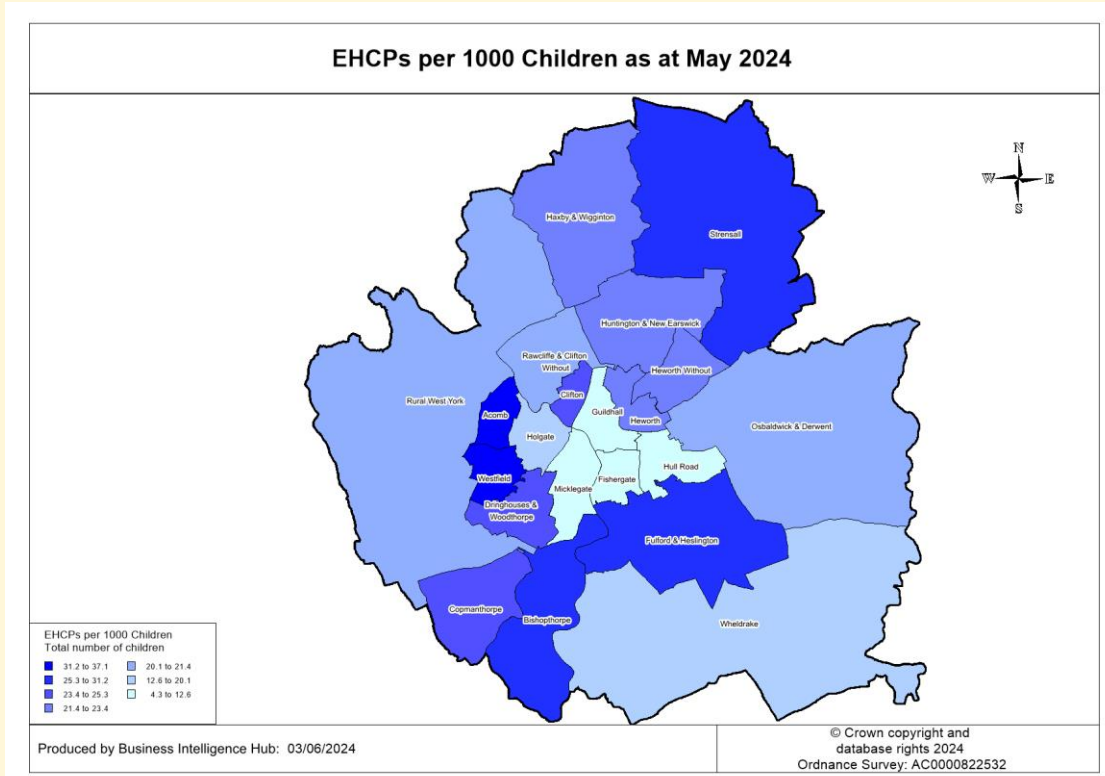 EHCPs per 1000 Children as at May 2024
N
W E
S
Haxby & Wigginton
Strensall
Huntington & New Earswick
Rawcliffe & Clifton
Without
Heworth Without
Clifton
Rural West York
Acomb
Guildhall
Heworth
Osbaldwick & Derwent
Holgate
Hull Road
Westfield
Micklegate
Fishergate
Dringhouses &
Woodthorpe
Fufford & Heslington
Copmanthorpe
Bishopthorpe
Wheldrake
EHCPs per 1000 Children
Total number of children
31.2 to 37.1
25.3 to 31.2
23.4 to 25.3
21.4 to 23.4
20.1 to 21.4
12.6 to 20.1
4.3 to 12.6
Produced by Business Intelligence Hub: 03/06/2024
© Crown copyright and
database rights 2024
Ordnance Survey: AC0000822532